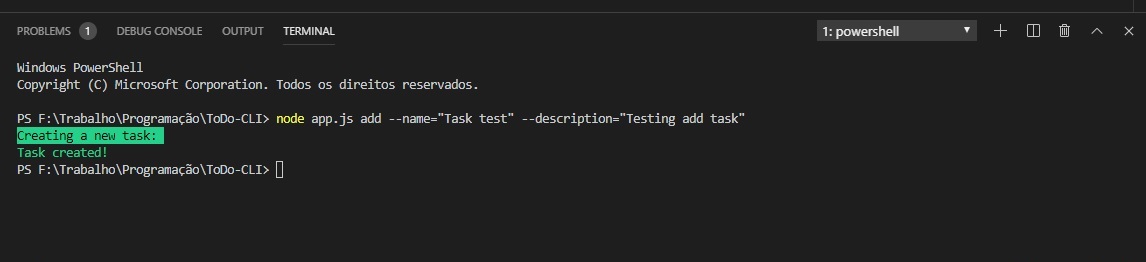 PROBLEMS 1 DEBUG CONSOLE OUTPUT TERMINAL 1: powershell
Windows PowerShell
Copyright (C) Microsoft Corporation. Todos os direitos reservados.
PS F:\Trabalho\Programação\ToDo-CLI> node app.js add --name="Task test" --description="Testing add task"
Creating a new task:
Task created!
PS F:\Trabalho\Programação\ToDo-CLI>